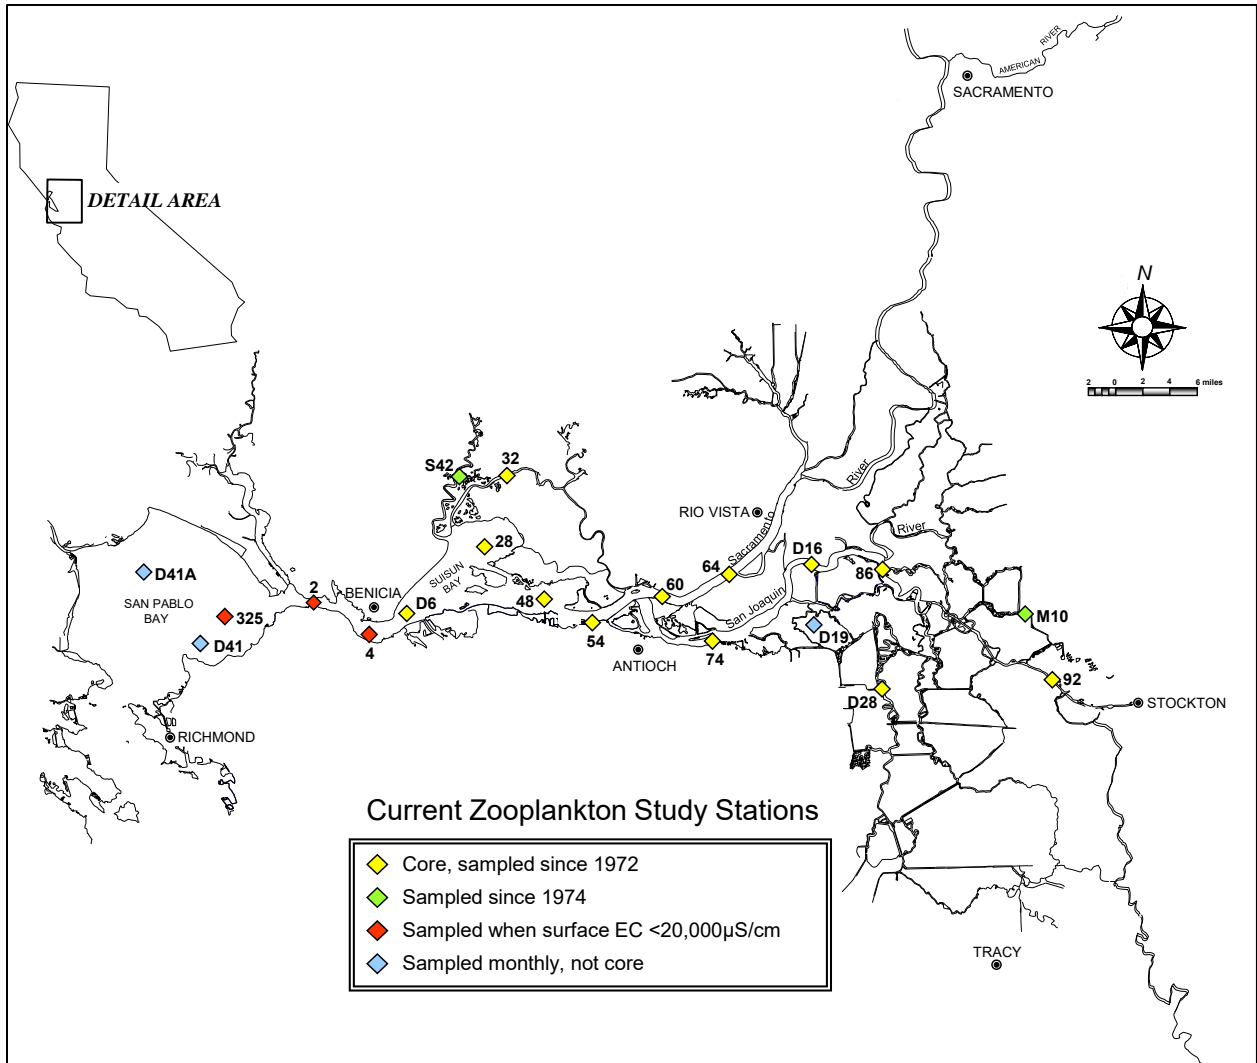 AMERICAN RIVER
SACRAMENTO
DETAIL AREA
N
2 0 2 4 6 miles
S42
32
River
RIO VISTA
Sacramento
River
D16
28
64
86
D41A
SUISUN
BAY
2
BENICIA
60
SAN PABLO
BAY
325
D6
48
San Joaquin
M10
D41
4
54
D19
74
ANTIOCH
92
D28
STOCKTON
RICHMOND
Current Zooplankton Study Stations
Core, sampled since 1972
Sampled since 1974
Sampled when surface EC <20,000µS/cm
Sampled monthly, not core
TRACY